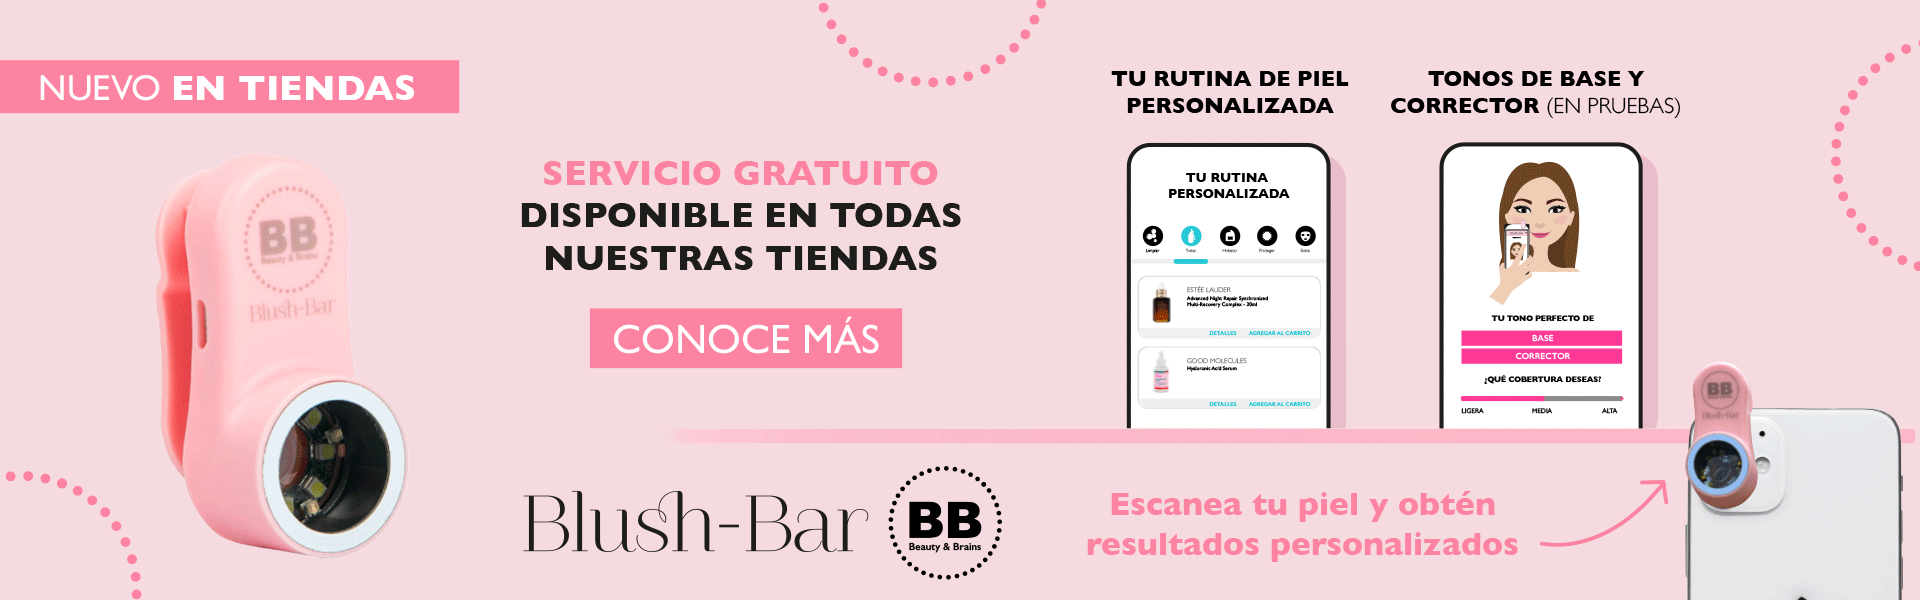 NUEVO EN TIENDAS
BB
Beauty & Brains
Blush-Bar
SERVICIO GRATUITO
DISPONIBLE EN TODAS
NUESTRAS TIENDAS
CONOCE MÁS
Blush-Bar
BB
Beauty & Brains
TU RUTINA DE PIEL
PERSONALIZADA
TU RUTINA
PERSONALIZADA
Limpiar Tratar Hidratar Proteger Extra
ESTÉE LAUDER
Advanced Night Repair Synchronized
Multi-Recovery Complex - 30ml
DETALLES AGREGAR AL CARRITO
GOOD MOLECULES
Hyaluronic Acid Serum
DETALLES AGREGAR AL CARRITO
TONOS DE BASE Y
CORRECTOR (EN PRUEBAS)
TU TONO PERFECTO DE
BASE
CORRECTOR
¿QUÉ COBERTURA DESEAS?
LIGERA MEDIA ALTA
Escanea tu piel y obtén
resultados personalizados
BB
Blush-Bar